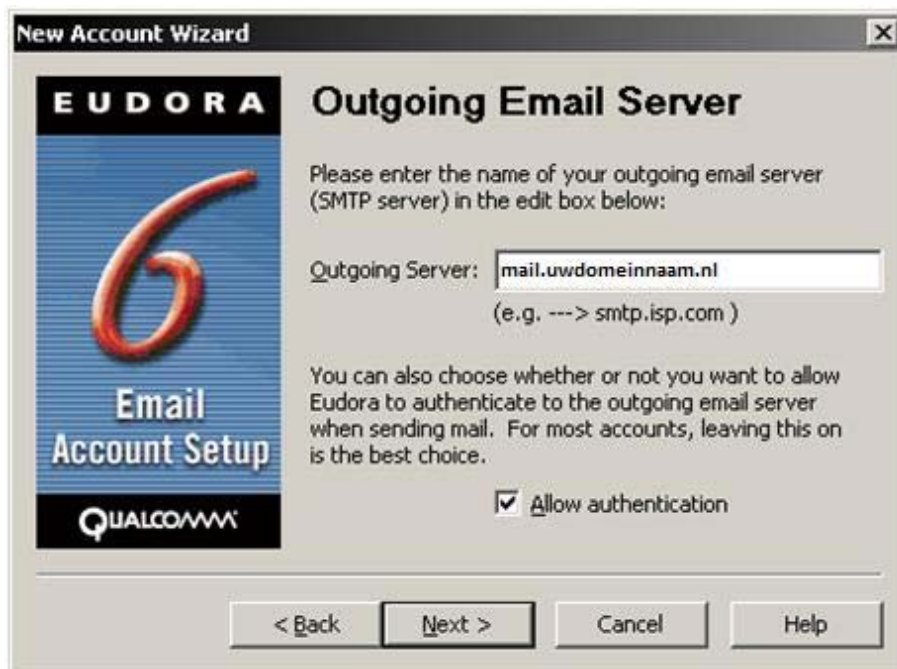 New Account Wizard
EUDORA
6
Email
Account Setup
QUALCOMM
Outgoing Email Server
Please enter the name of your outgoing email server
(SMTP server) in the edit box below:
Outgoing Server: mail.uwdomeinnaam.nl
(e.g. ---> smtp.isp.com )
You can also choose whether or not you want to allow
Eudora to authenticate to the outgoing email server
when sending mail. For most accounts, leaving this on
is the best choice.
Allow authentication
< Back
Next >
Cancel
Help